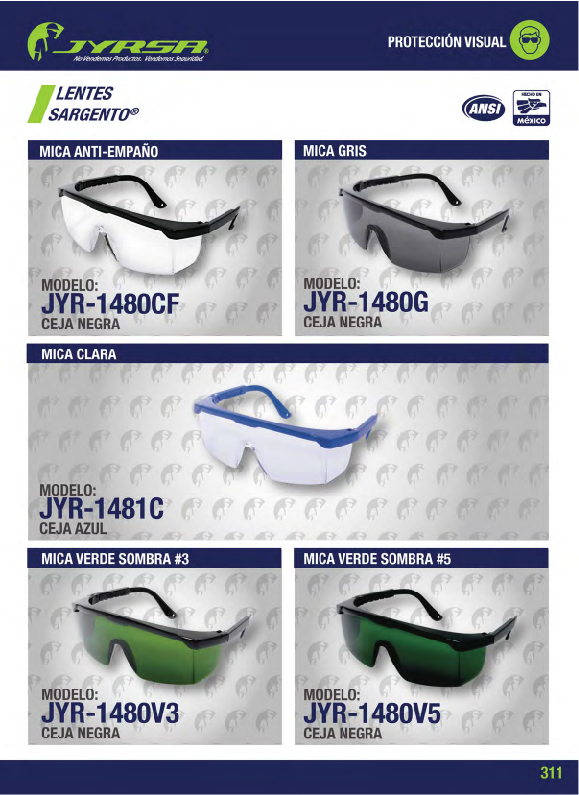 JYRSA®
No Vendemos Productos. Vendemos Seguridad.
PROTECCIÓN VISUAL
LENTES
SARGENTO®
ANSI
HECHO EN
MÉXICO
MICA ANTI-EMPAÑO
MODELO:
JYR-1480CF
CEJA NEGRA
MICA GRIS
MODELO:
JYR-1480G
CEJA NEGRA
MICA CLARA
MODELO:
JYR-1481C
CEJA AZUL
MICA VERDE SOMBRA #3
MODELO:
JYR-1480V3
CEJA NEGRA
MICA VERDE SOMBRA #5
MODELO:
JYR-1480V5
CEJA NEGRA
311